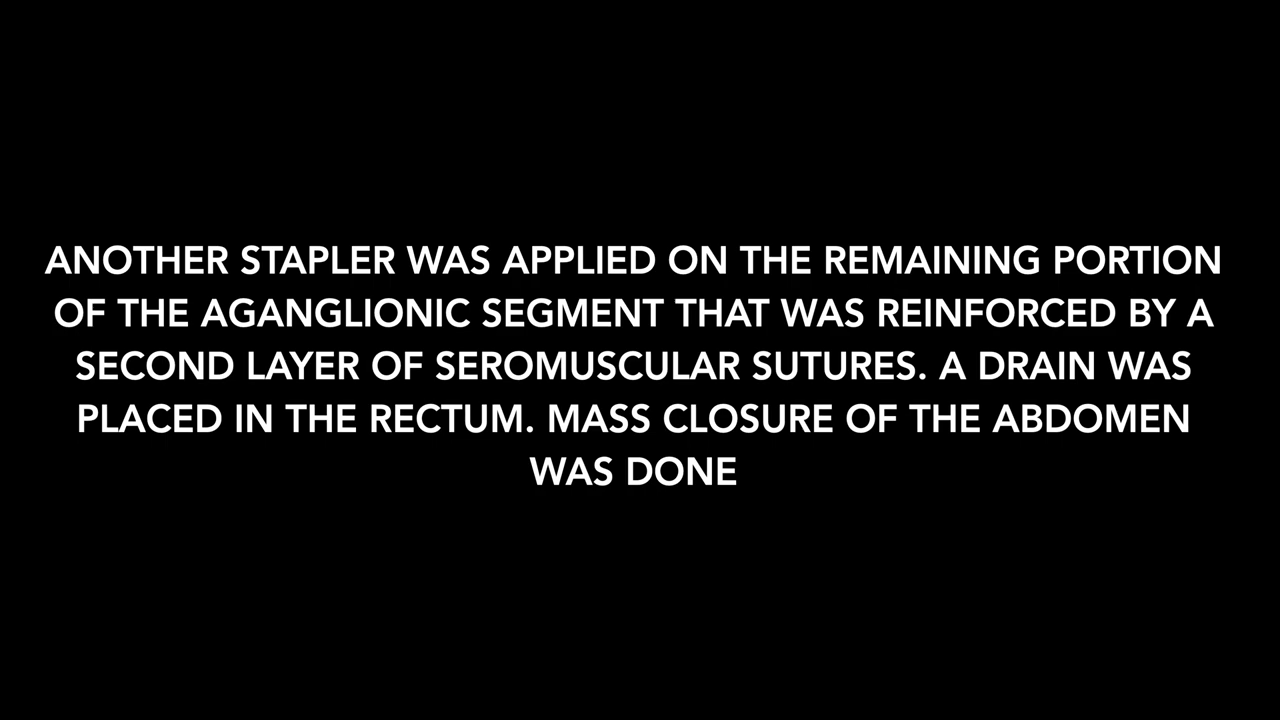 ANOTHER STAPLER WAS APPLIED ON THE REMAINING PORTION
OF THE AGANGLIONIC SEGMENT THAT WAS REINFORCED BY A
SECOND LAYER OF SEROMUSCULAR SUTURES. A DRAIN WAS
PLACED IN THE RECTUM. MASS CLOSURE OF THE ABDOMEN
WAS DONE